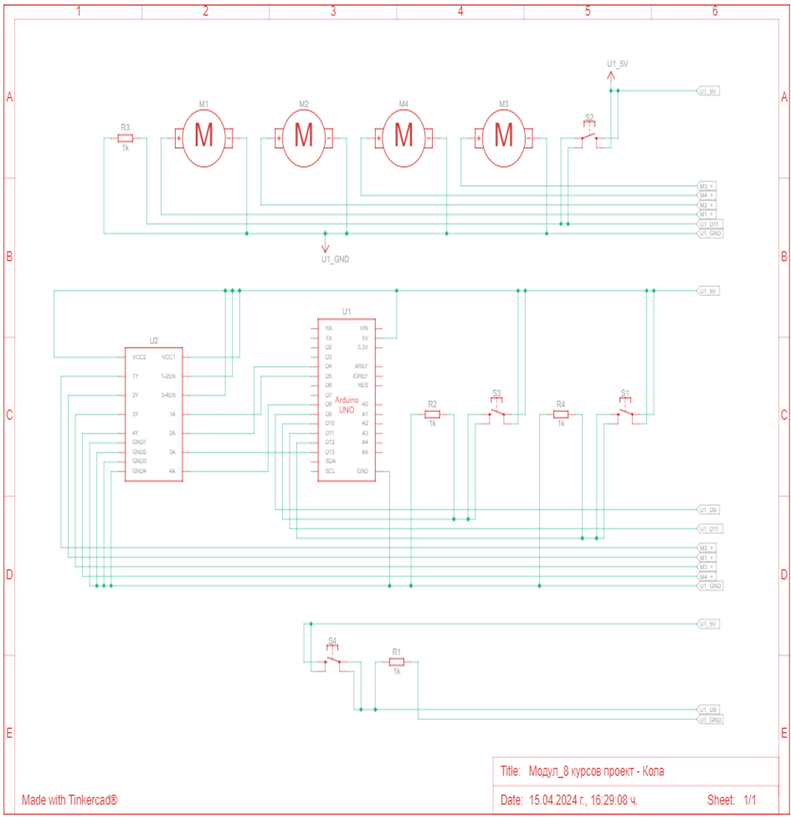 1 2 3 4 5 6
A A
U1_5V
U1_5V
M1 M2 M4 M3
S2
R3
1k
+ M - + M - + M - + M -
M3 +
M4 +
M2 +
M1 +
U1_D11
U1_GND
B B
U1_GND
U1_5V
U2
VCC2 VCC1
1Y 1-2EN
2Y 3-4EN
3Y 1A
4Y 2A
GND1
GND2 3A
GND3
GND4 4A
U1
RX VIN
TX 5V
D2 3.3V
D3
D4 AREF
D5 IOREF
D6 RES
D7
D8 A0
D9 A1
D10 A2
D11 A3
D12 A4
D13 A5
SDA
SCL GND
Arduino
UNO
C C
R2
1k
S3
R4
1k
S1
U1_D11
D D
M2 +
M1 +
M3 +
M4 +
U1_GND
U1_5V
S4
R1
1k
U1_GND
E E
Title: Модул_8 курсов проект - Кола
Made with Tinkercad®
Date: 15.04.2024 г., 16:29:08 ч.
Sheet: 1/1